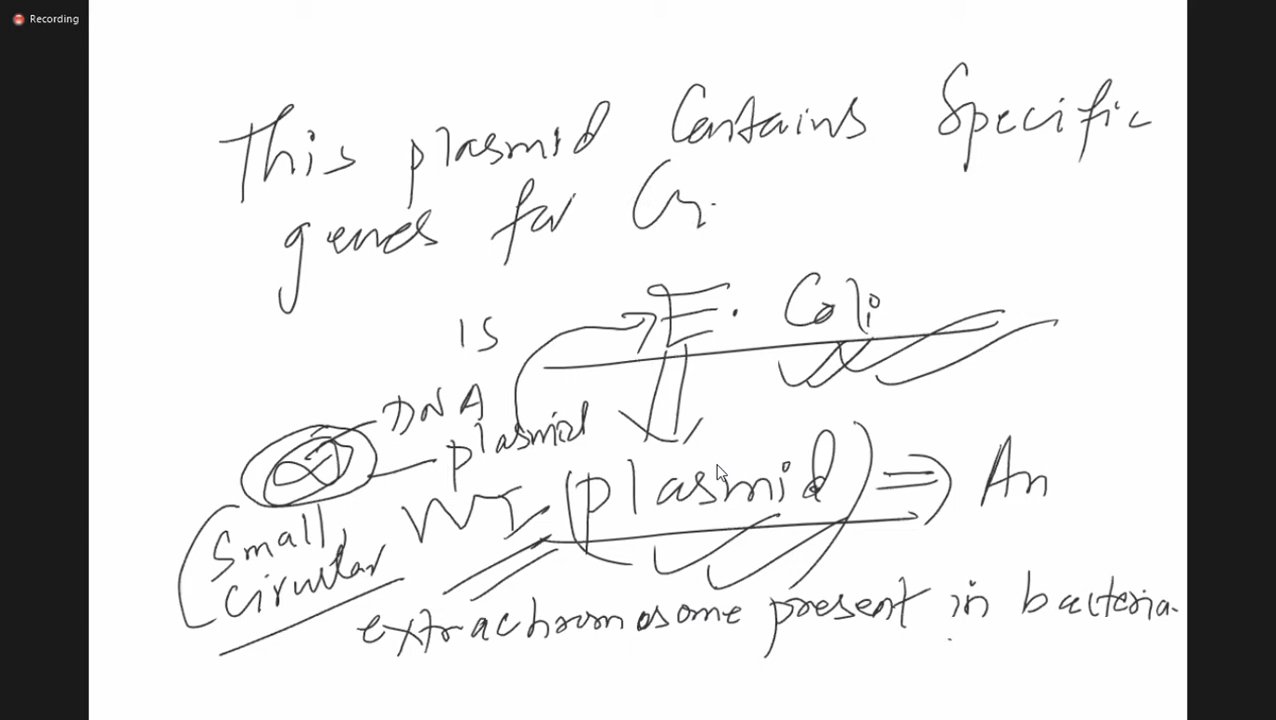 Recording
This plasmid Contains Specific
genes for
IS
E. Coli
DNA
plasmid
(plasmid) => An
Small,
circular
extrachromosome present in bacteria.